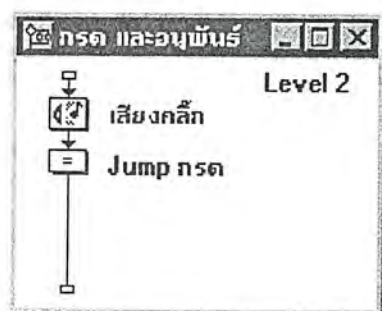 กรด และอนุพันธ์
Level 2
เสียงคลิ๊ก
=
Jump กรด